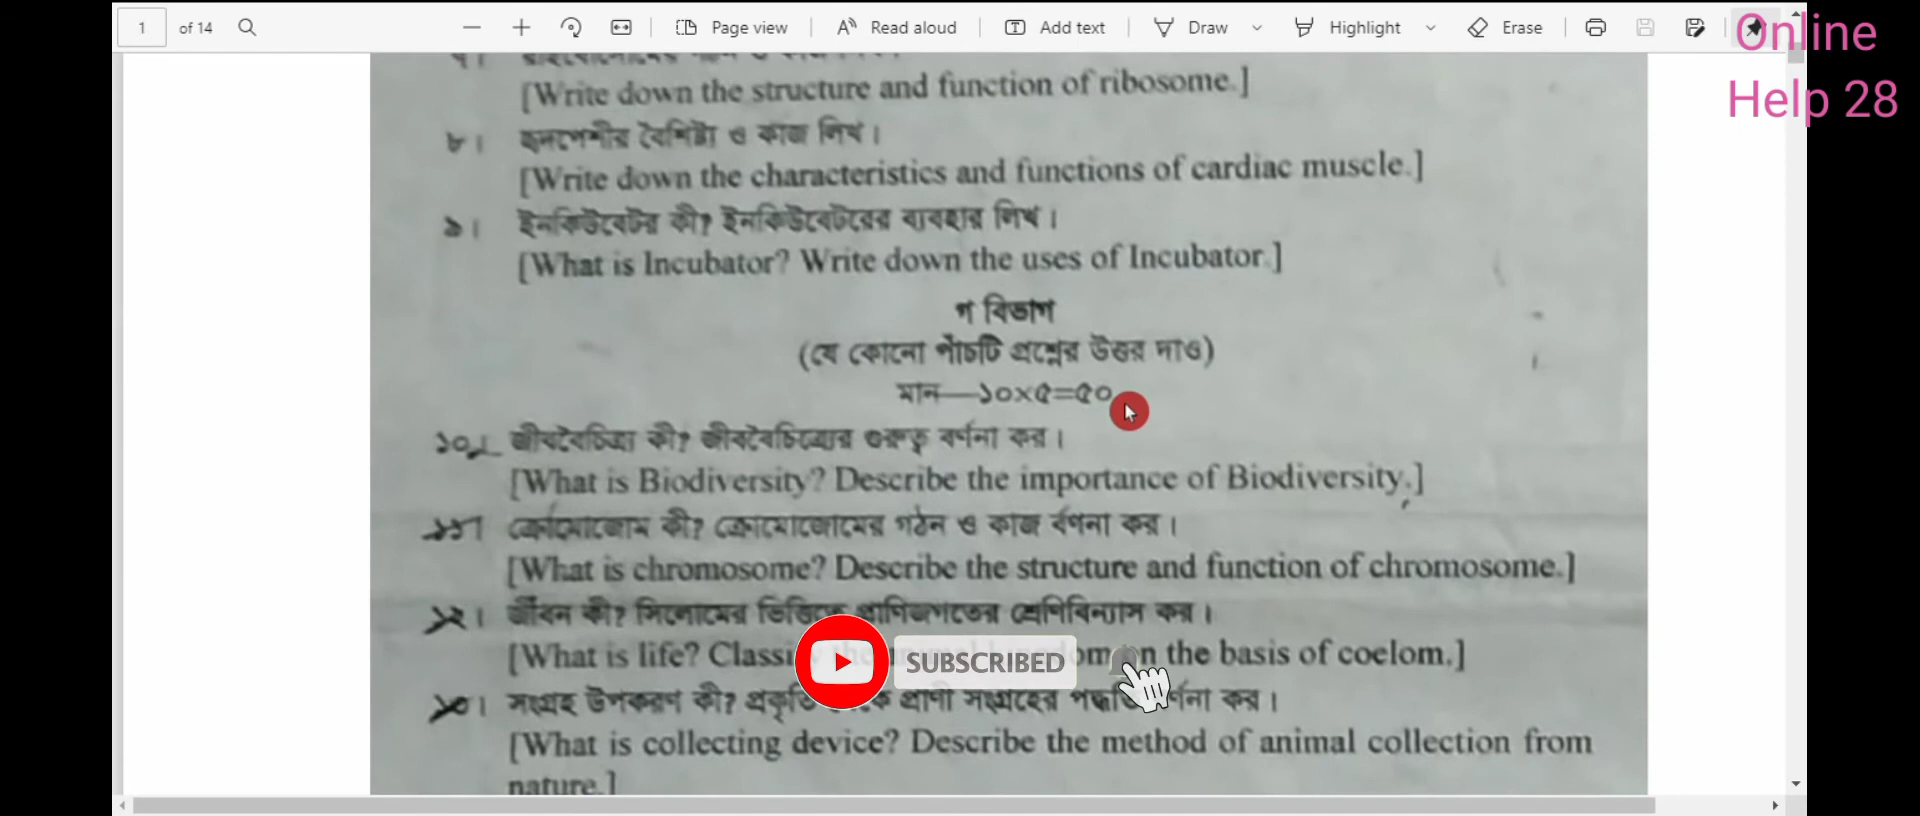 1 of 14 Page view Read aloud Add text Draw Highlight Erase
Online
Help 28
[Write down the structure and function of ribosome.]
৮। হৃদপেশীর বৈশিষ্ট্য ও কাজ লিখ।
[Write down the characteristics and functions of cardiac muscle.]
৯। ইনকিউবেটর কী? ইনকিউবেটরের ব্যবহার লিখ।
[What is Incubator? Write down the uses of Incubator.]
গ বিভাগ
(যে কোনো পাঁচটি প্রশ্নের উত্তর দাও)
মান—১০×৫=৫০
১০। জীববৈচিত্র্য কী? জীববৈচিত্র্যের গুরুত্ব বর্ণনা কর।
[What is Biodiversity? Describe the importance of Biodiversity.]
১১। ক্রোমোজোম কী? ক্রোমোজোমের গঠন ও কাজ র্বণনা কর।
[What is chromosome? Describe the structure and function of chromosome.]
১২। জীবন কী? সিলোমের ভিত্তিতে প্রাণিজগতের শ্রেণিবিন্যাস কর।
[What is life? on the basis of coelom.]
SUBSCRIBED
১৩। সংগ্রহ উপকরণ কী? প্রকৃতি প্রাণী সংগ্রহের কর।
[What is collecting device? Describe the method of animal collection from
nature.]